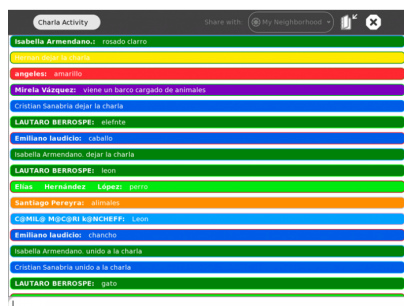 Charla Activity
Share with: My Neighborhood
Isabella Armendano.: rosado clarro
hernan dejar la charla
angeles: amarillo
Mirela Vázquez: viene un barco cargado de animales
Cristian Sanabria dejar la charla
LAUTARO BERROSPE: elefnte
Emiliano laudicio: caballo
Isabella Armendano. dejar la charla
LAUTARO BERROSPE: leon
Elías Hernández López: perro
Santiago Pereyra: alimales
C@MIL@ M@C@RI k@NCHEFF: Leon
Emiliano laudicio: chancho
Isabella Armendano. unido a la charla
Cristian Sanabria unido a la charla
LAUTARO BERROSPE: gato